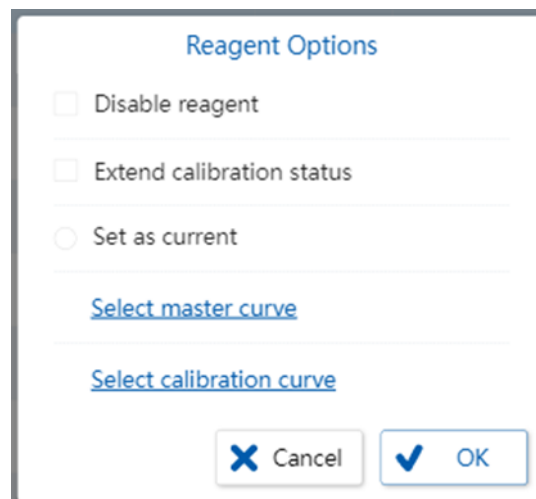 Reagent Options
Disable reagent
Extend calibration status
Set as current
Select master curve
Select calibration curve
Cancel
OK